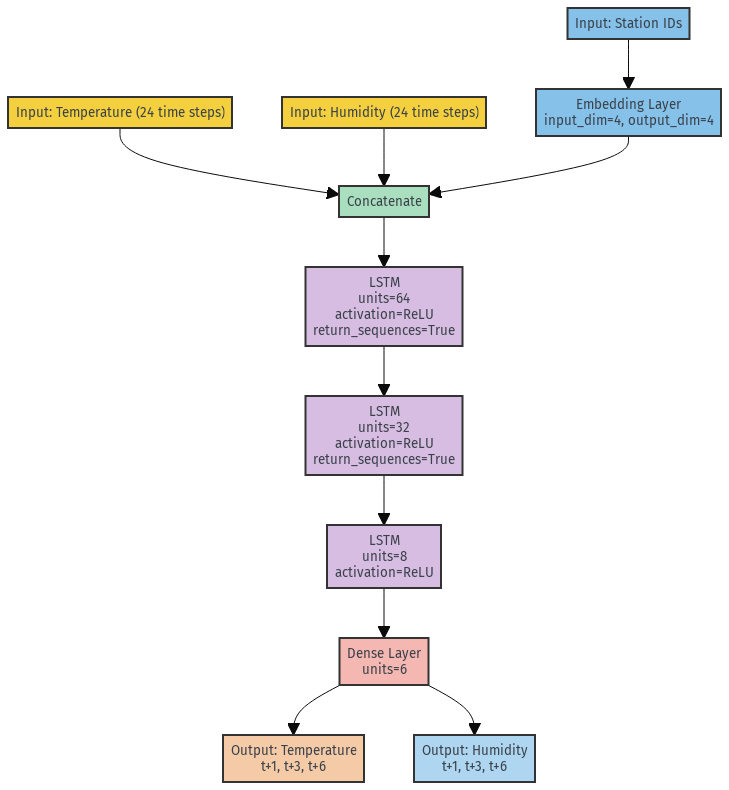 Input: Station IDs
Input: Temperature (24 time steps)
Input: Humidity (24 time steps)
Embedding Layer
input_dim=4, output_dim=4
Concatenate
LSTM
units=64
activation=ReLU
return_sequences=True
LSTM
units=32
activation=ReLU
return_sequences=True
LSTM
units=8
activation=ReLU
Dense Layer
units=6
Output: Temperature
t+1, t+3, t+6
Output: Humidity
t+1, t+3, t+6